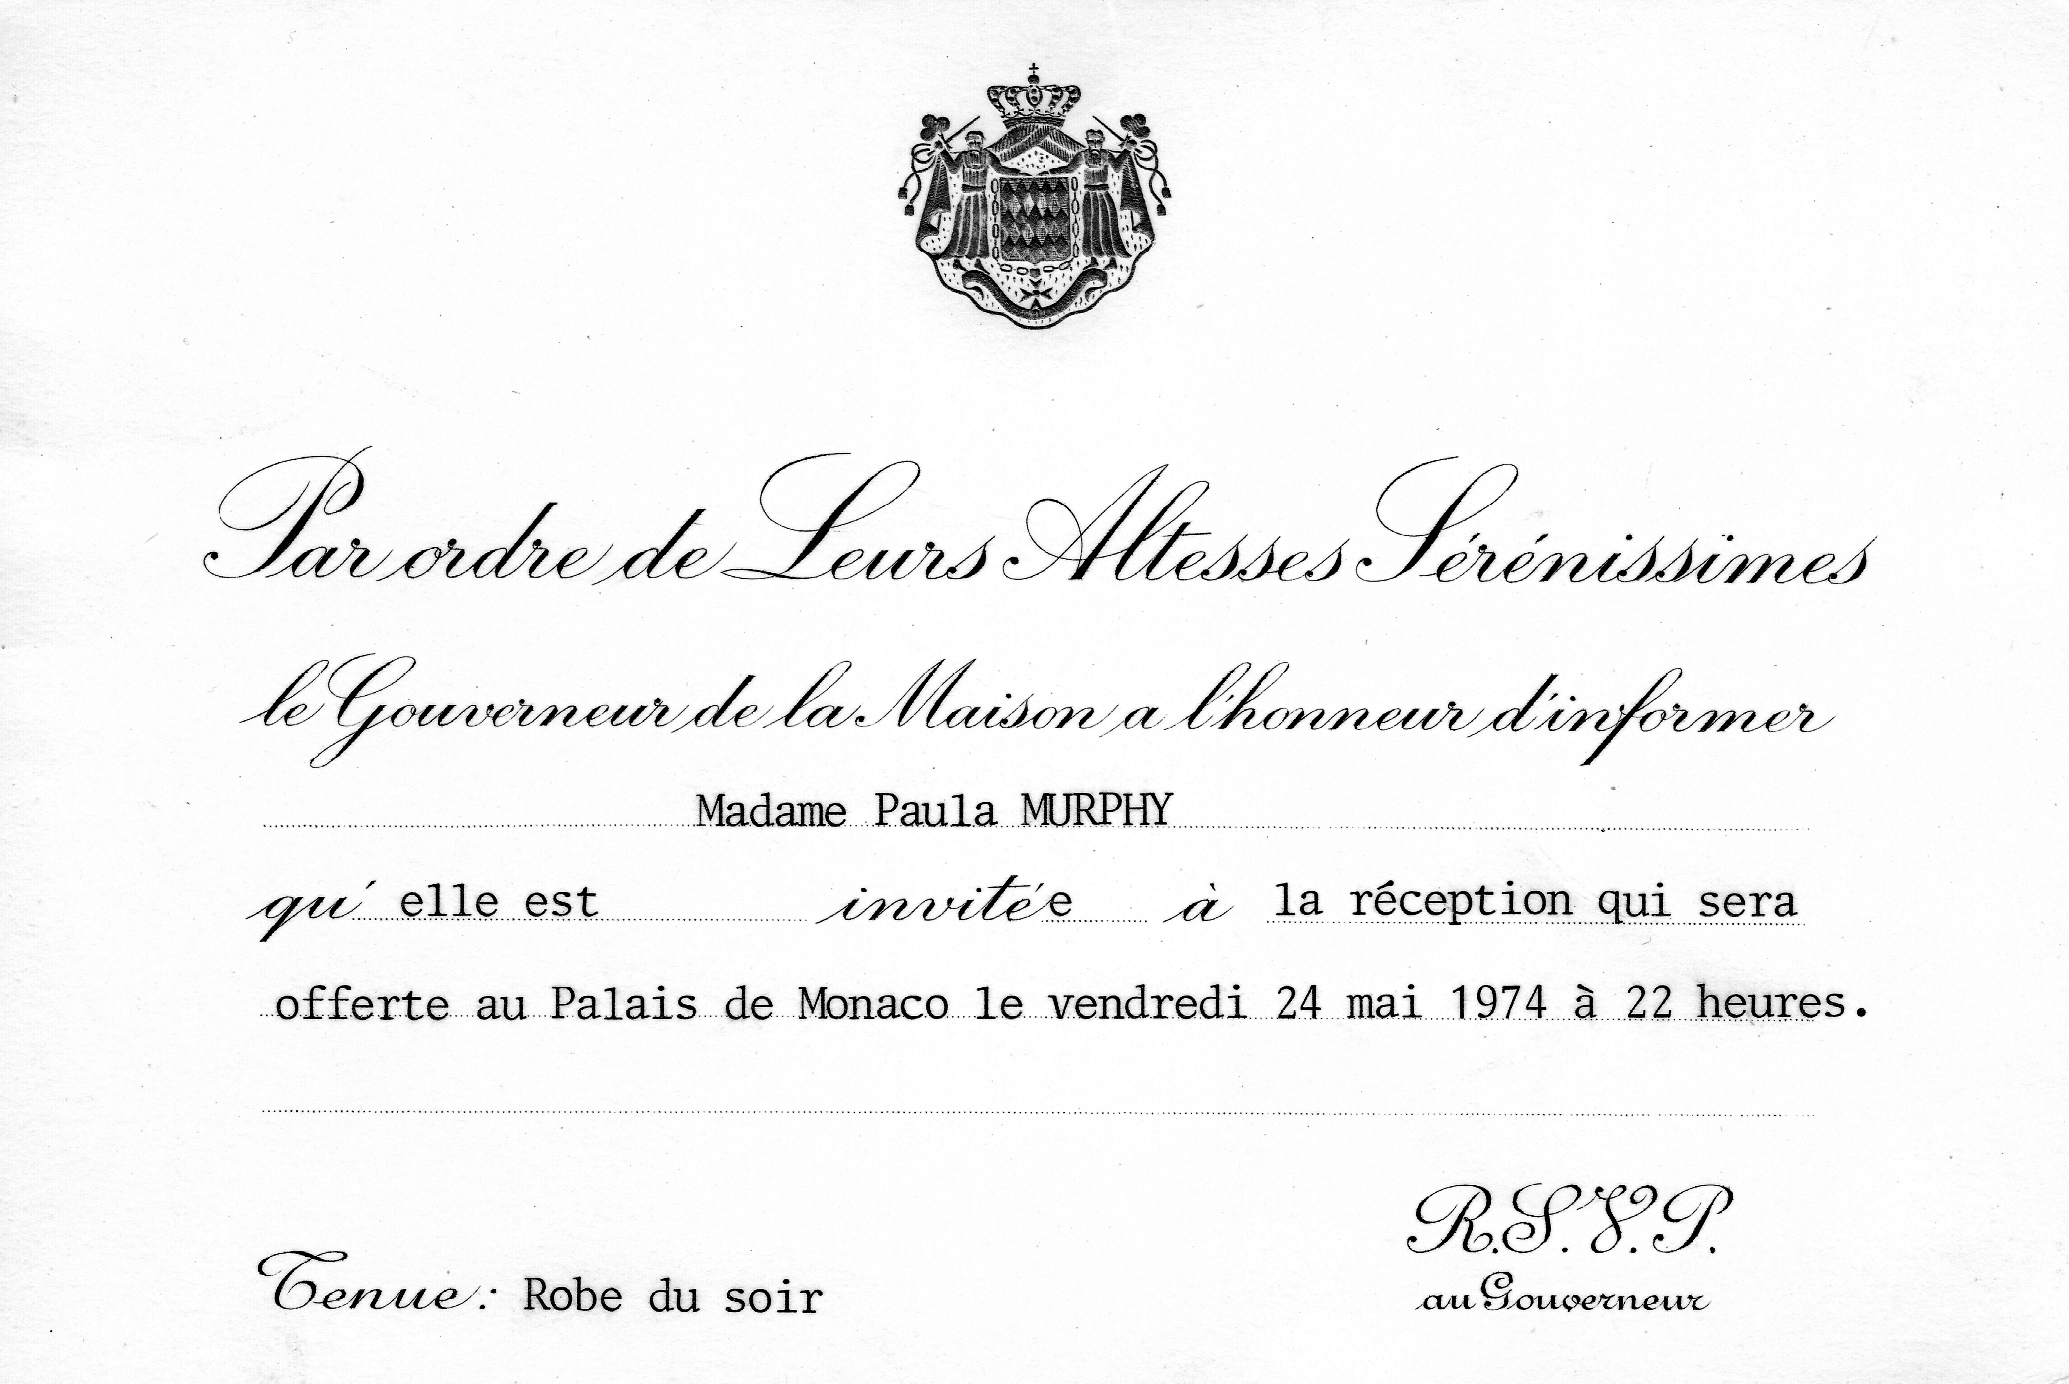 Par ordre de Leurs Altesses Sérénissimes
le Gouverneur de la Maison a l'honneur d'informer
Madame Paula MURPHY
qu' elle est invitée à la réception qui sera
offerte au Palais de Monaco le vendredi 24 mai 1974 à 22 heures.
R.S.V.P.
Tenue: Robe du soir
au Gouverneur